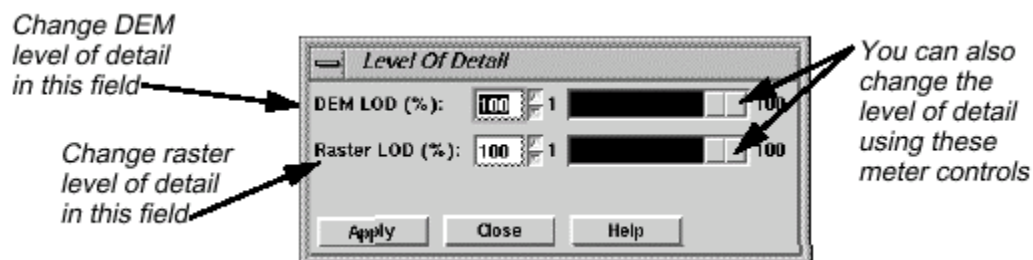 Change DEM
level of detail
in this field
Level Of Detail
DEM LOD (%): 100 1 100
Raster LOD (%): 100 1 100
Change raster
level of detail
in this field
You can also
change the
level of detail
using these
meter controls
Apply Close Help